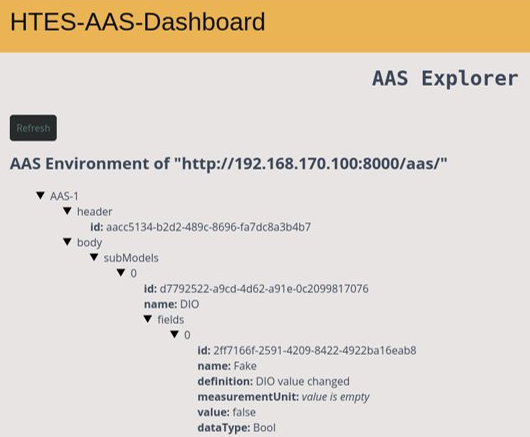 HTES-AAS-Dashboard
AAS Explorer
Refresh
AAS Environment of "http://192.168.170.100:8000/aas/"
AAS-1
header
id: aacc5134-b2d2-489c-8696-fa7dc8a3b4b7
body
subModels
0
id: d7792522-a9cd-4d62-a91e-0c2099817076
name: DIO
fields
0
id: 2ff7166f-2591-4209-8422-4922ba16eab8
name: Fake
definition: DIO value changed
measurementUnit: value is empty
value: false
dataType: Bool